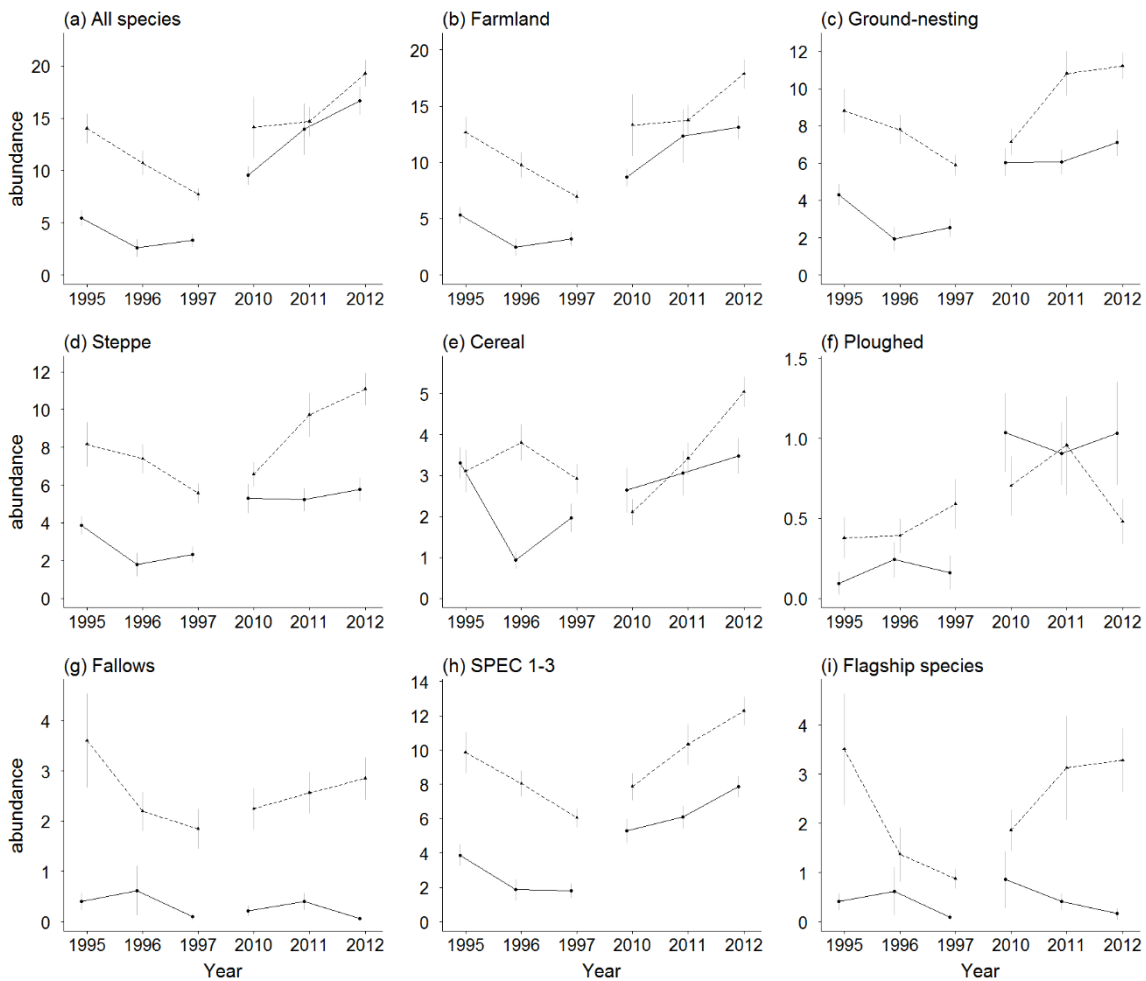 (a) All species
abundance
20
15
10
5
0
1995 1996 1997 2010 2011 2012
(b) Farmland
20
15
10
5
0
1995 1996 1997 2010 2011 2012
(c) Ground-nesting
12
10
8
6
4
2
0
1995 1996 1997 2010 2011 2012
(d) Steppe
abundance
12
10
8
6
4
2
0
1995 1996 1997 2010 2011 2012
(e) Cereal
5
4
3
2
1
0
1995 1996 1997 2010 2011 2012
(f) Ploughed
1.5
1.0
0.5
0.0
1995 1996 1997 2010 2011 2012
(g) Fallows
abundance
4
3
2
1
0
1995 1996 1997 2010 2011 2012
Year
(h) SPEC 1-3
14
12
10
8
6
4
2
0
1995 1996 1997 2010 2011 2012
Year
(i) Flagship species
4
3
2
1
0
1995 1996 1997 2010 2011 2012
Year